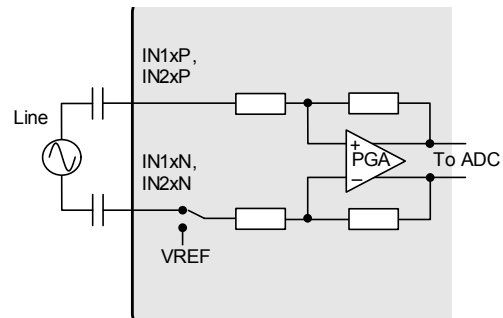 IN1xP,
IN2xP
Line
+
PGA
−
To ADC
IN1xN,
IN2xN
VREF